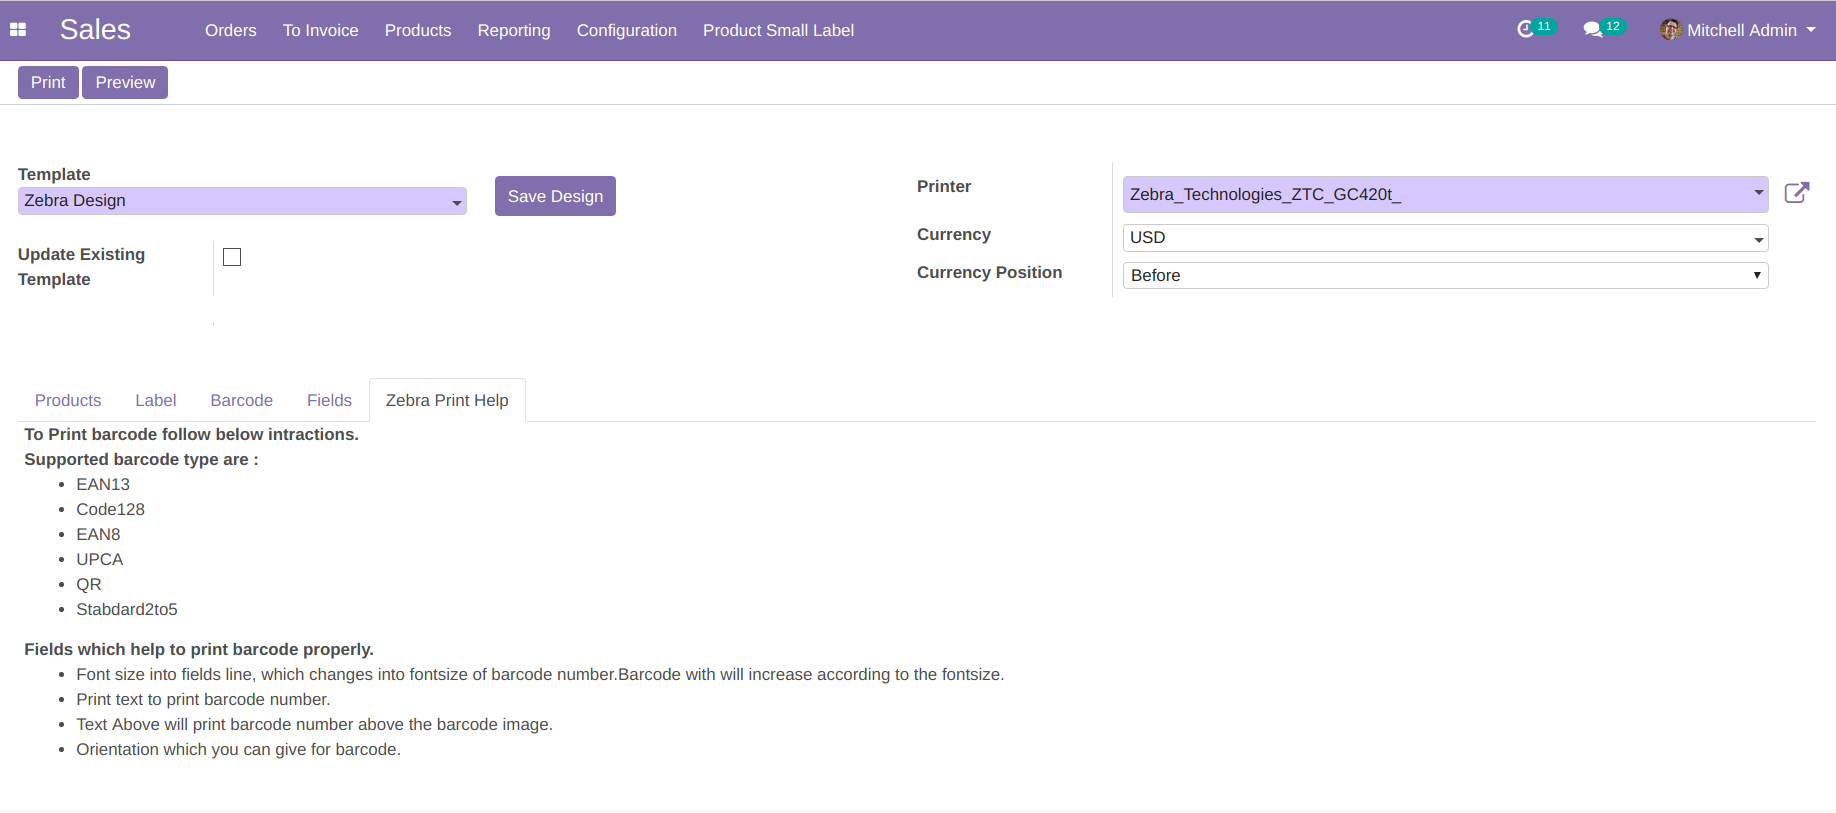 Sales
Orders
To Invoice
Products
Reporting
Configuration
Product Small Label
11
12
Mitchell Admin
Print
Preview
Template
Zebra Design
Save Design
Update Existing
Template
Printer
Zebra_Technologies_ZTC_GC420t_
Currency
USD
Currency Position
Before
Products
Label
Barcode
Fields
Zebra Print Help
To Print barcode follow below intractions.
Supported barcode type are :
EAN13
Code128
EAN8
UPCA
QR
Stabdard2to5
Fields which help to print barcode properly.
Font size into fields line, which changes into fontsize of barcode number.Barcode with will increase according to the fontsize.
Print text to print barcode number.
Text Above will print barcode number above the barcode image.
Orientation which you can give for barcode.